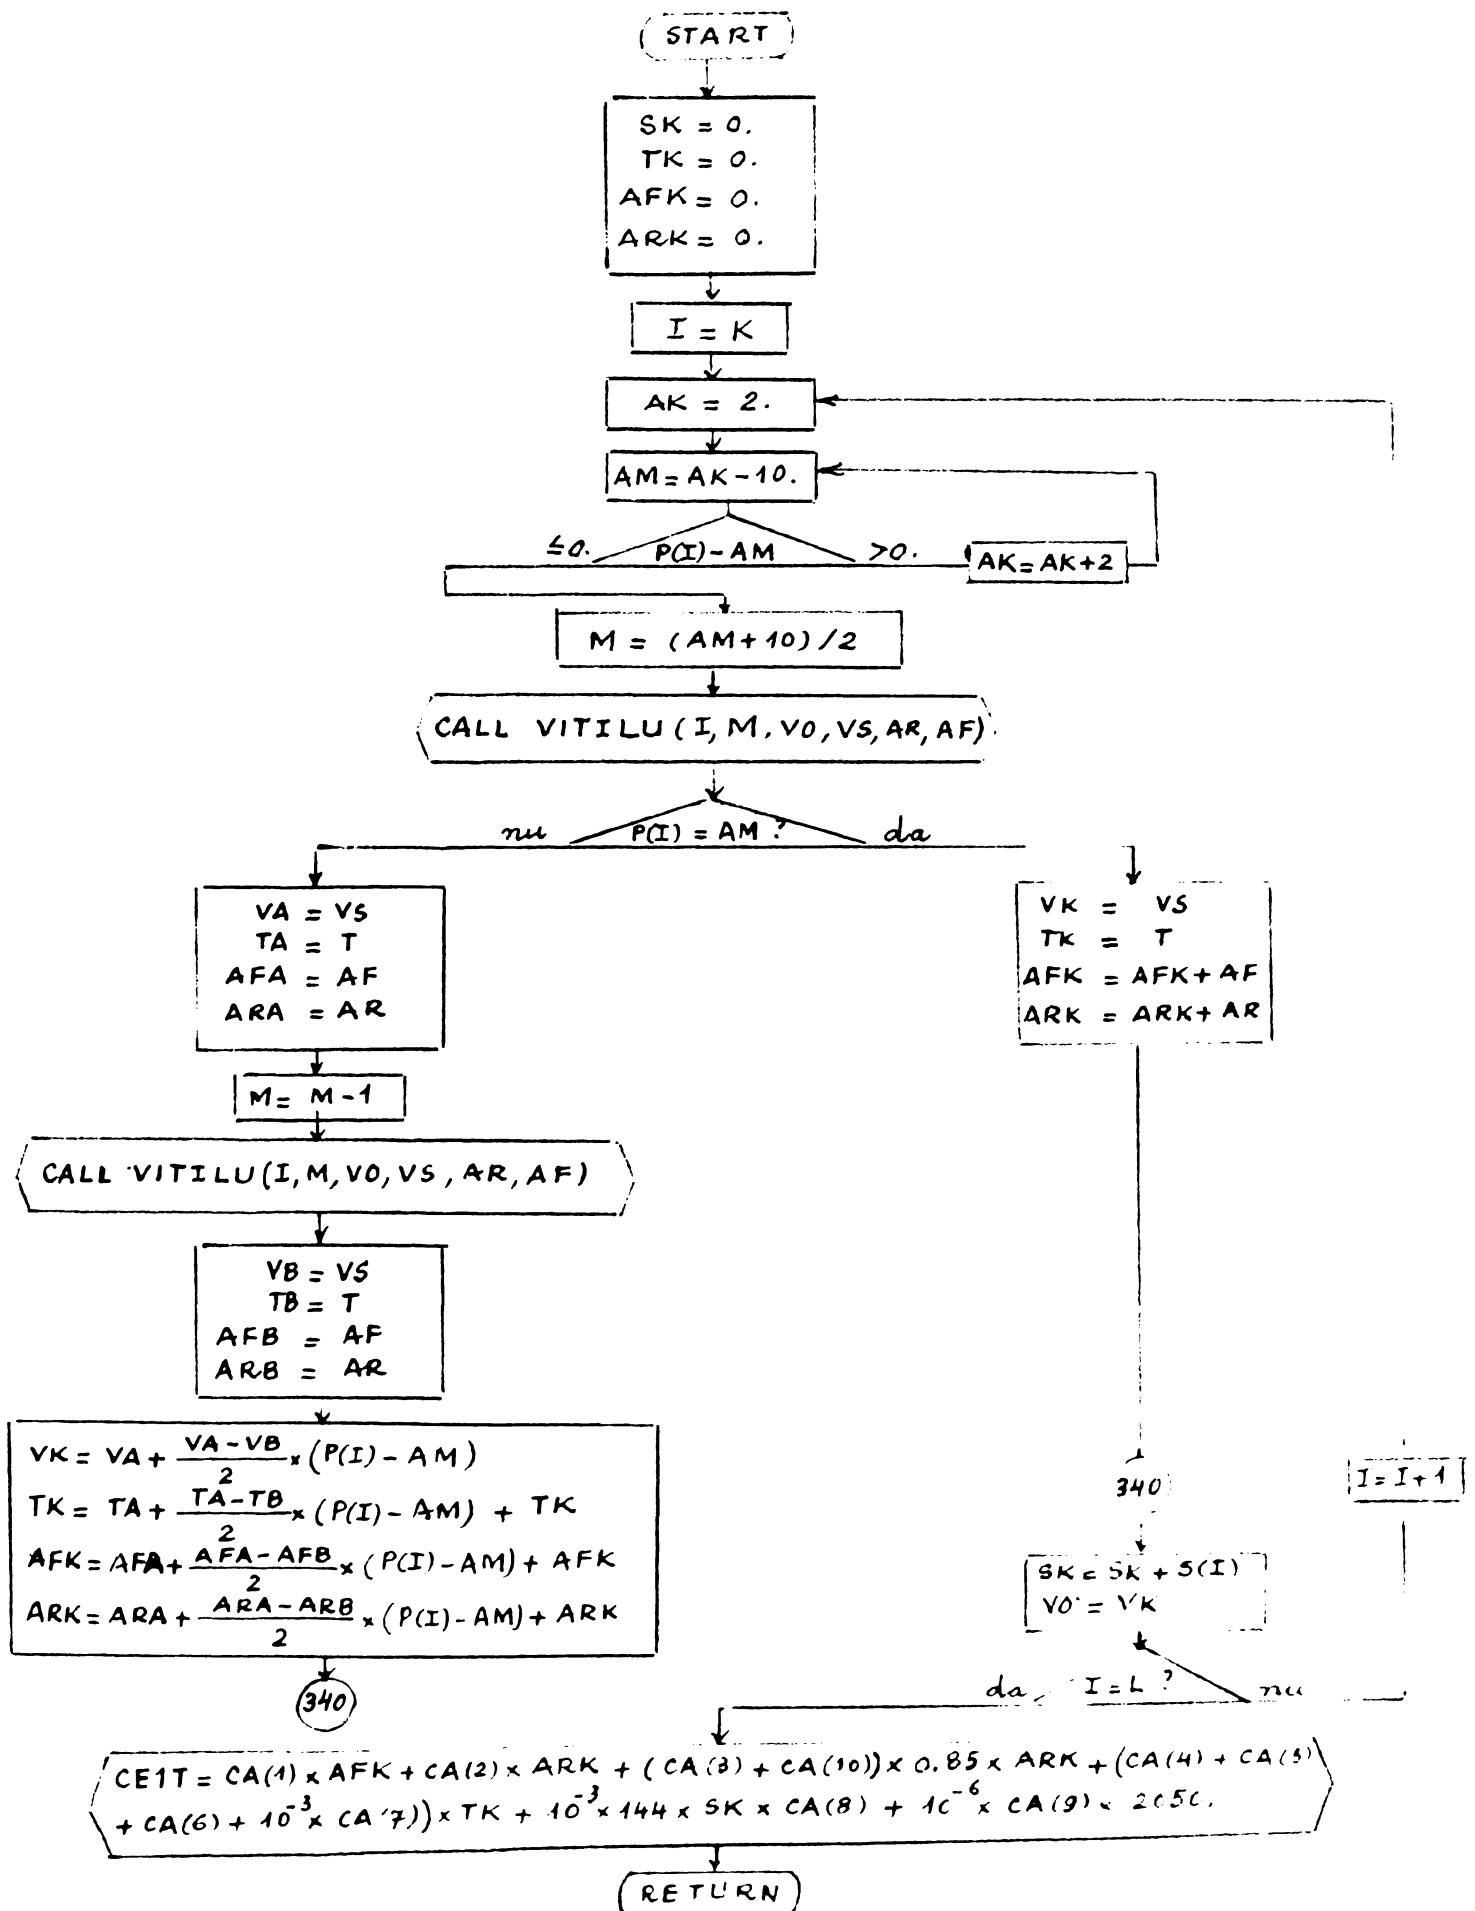 START
SK = 0.
TK = 0.
AFK = 0.
ARK = 0.
I = K
AK = 2.
AM = AK - 10.
≤0. P(I) - AM >0.
AK = AK + 2
M = (AM + 10) / 2
CALL VITILU (I, M. VO, VS, AR, AF).
nu P(I) = AM ? da
VA = VS
TA = T
AFA = AF
ARA = AR
VK = VS
TK = T
AFK = AFK + AF
ARK = ARK + AR
M = M - 1
CALL VITILU (I, M, VO, VS, AR, AF)
VB = VS
TB = T
AFB = AF
ARB = AR
VK = VA + (VA - VB)/2 × (P(I) - AM)
TK = TA + (TA - TB)/2 × (P(I) - AM) + TK
AFK = AFA + (AFA - AFB)/2 × (P(I) - AM) + AFK
ARK = ARA + (ARA - ARB)/2 × (P(I) - AM) + ARK
340
340
I = I + 1
SK = SK + S(I)
VO = VK
da I = L ? nu
CE1T = CA(1) × AFK + CA(2) × ARK + (CA(3) + CA(10)) × 0.85 × ARK + (CA(4) + CA(5)
+ CA(6) + 10⁻³ × CA(7)) × TK + 10⁻³ × 144 × SK × CA(8) + 10⁻⁶ × CA(9) ×
RETURN